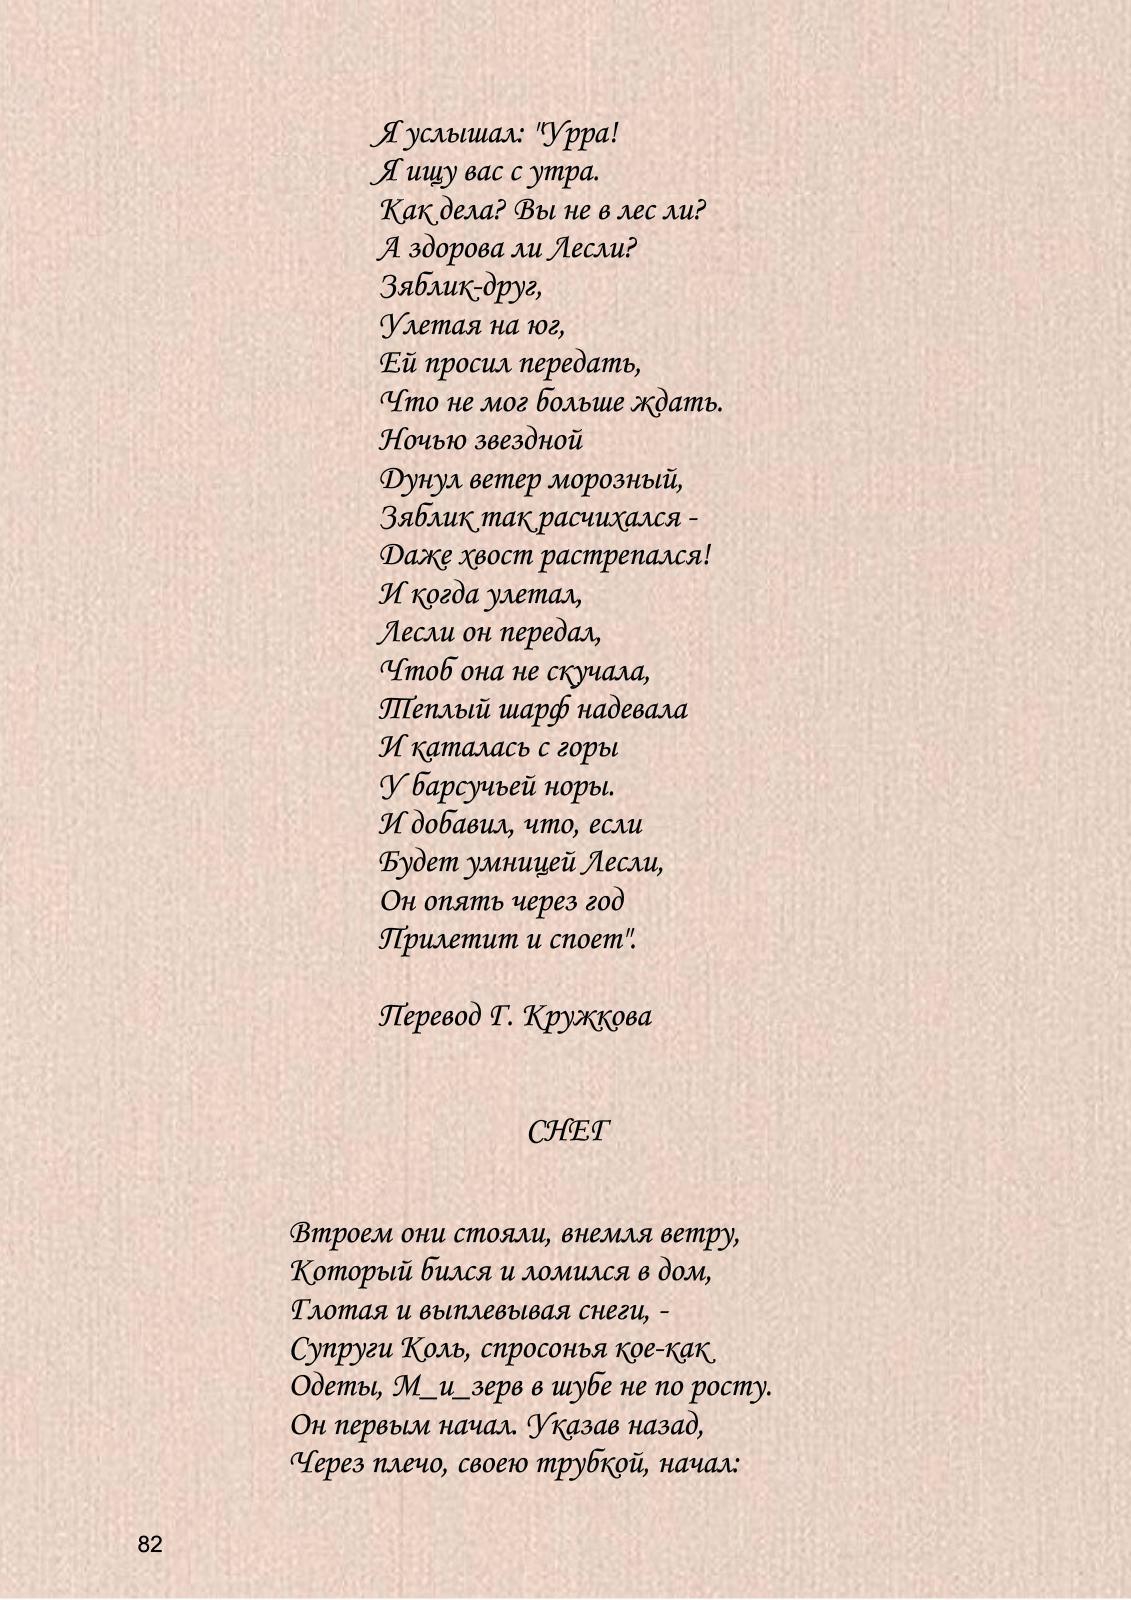 Я услышал: "Урра!
Я ищу вас с утра.
Как дела? Вы не в лес ли?
А здорова ли Лесли?
Зяблик-друг,
Улетая на юг,
Ей просил передать,
Что не мог больше ждать.
Ночью звездной
Дунул ветер морозный,
Зяблик так расчихался -
Даже хвост растрепался!
И когда улетал,
Лесли он передал,
Чтоб она не скучала,
Теплый шарф надевала
И каталась с горы
У барсучьей норы.
И добавил, что, если
Будет умницей Лесли,
Он опять через год
Прилетит и споет".
Перевод Г. Кружкова
СНЕГ
Втроем они стояли, внемля ветру,
Который бился и ломился в дом,
Глотая и выплевывая снеги, -
Супруги Коль, спросонья кое-как
Одеты, М_и_зерв в шубе не по росту.
Он первым начал. Указав назад,
Через плечо, своею трубкой, начал:
82